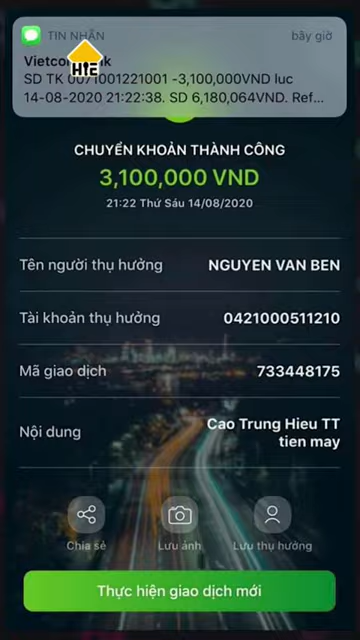 TIN NHẮN
bây giờ
HIE
SD TK 0071001221001 -3,100,000VND luc
14-08-2020 21:22:38. SD 6,180,064VND. Ref...
CHUYỂN KHOẢN THÀNH CÔNG
3,100,000 VND
21:22 Thứ Sáu 14/08/2020
Tên người thụ hưởng
NGUYEN VAN BEN
Tài khoản thụ hưởng
0421000511210
Mã giao dịch
733448175
Nội dung
Cao Trung Hieu TT
tien may
Chia sẻ
Lưu ảnh
Lưu thụ hưởng
Thực hiện giao dịch mới